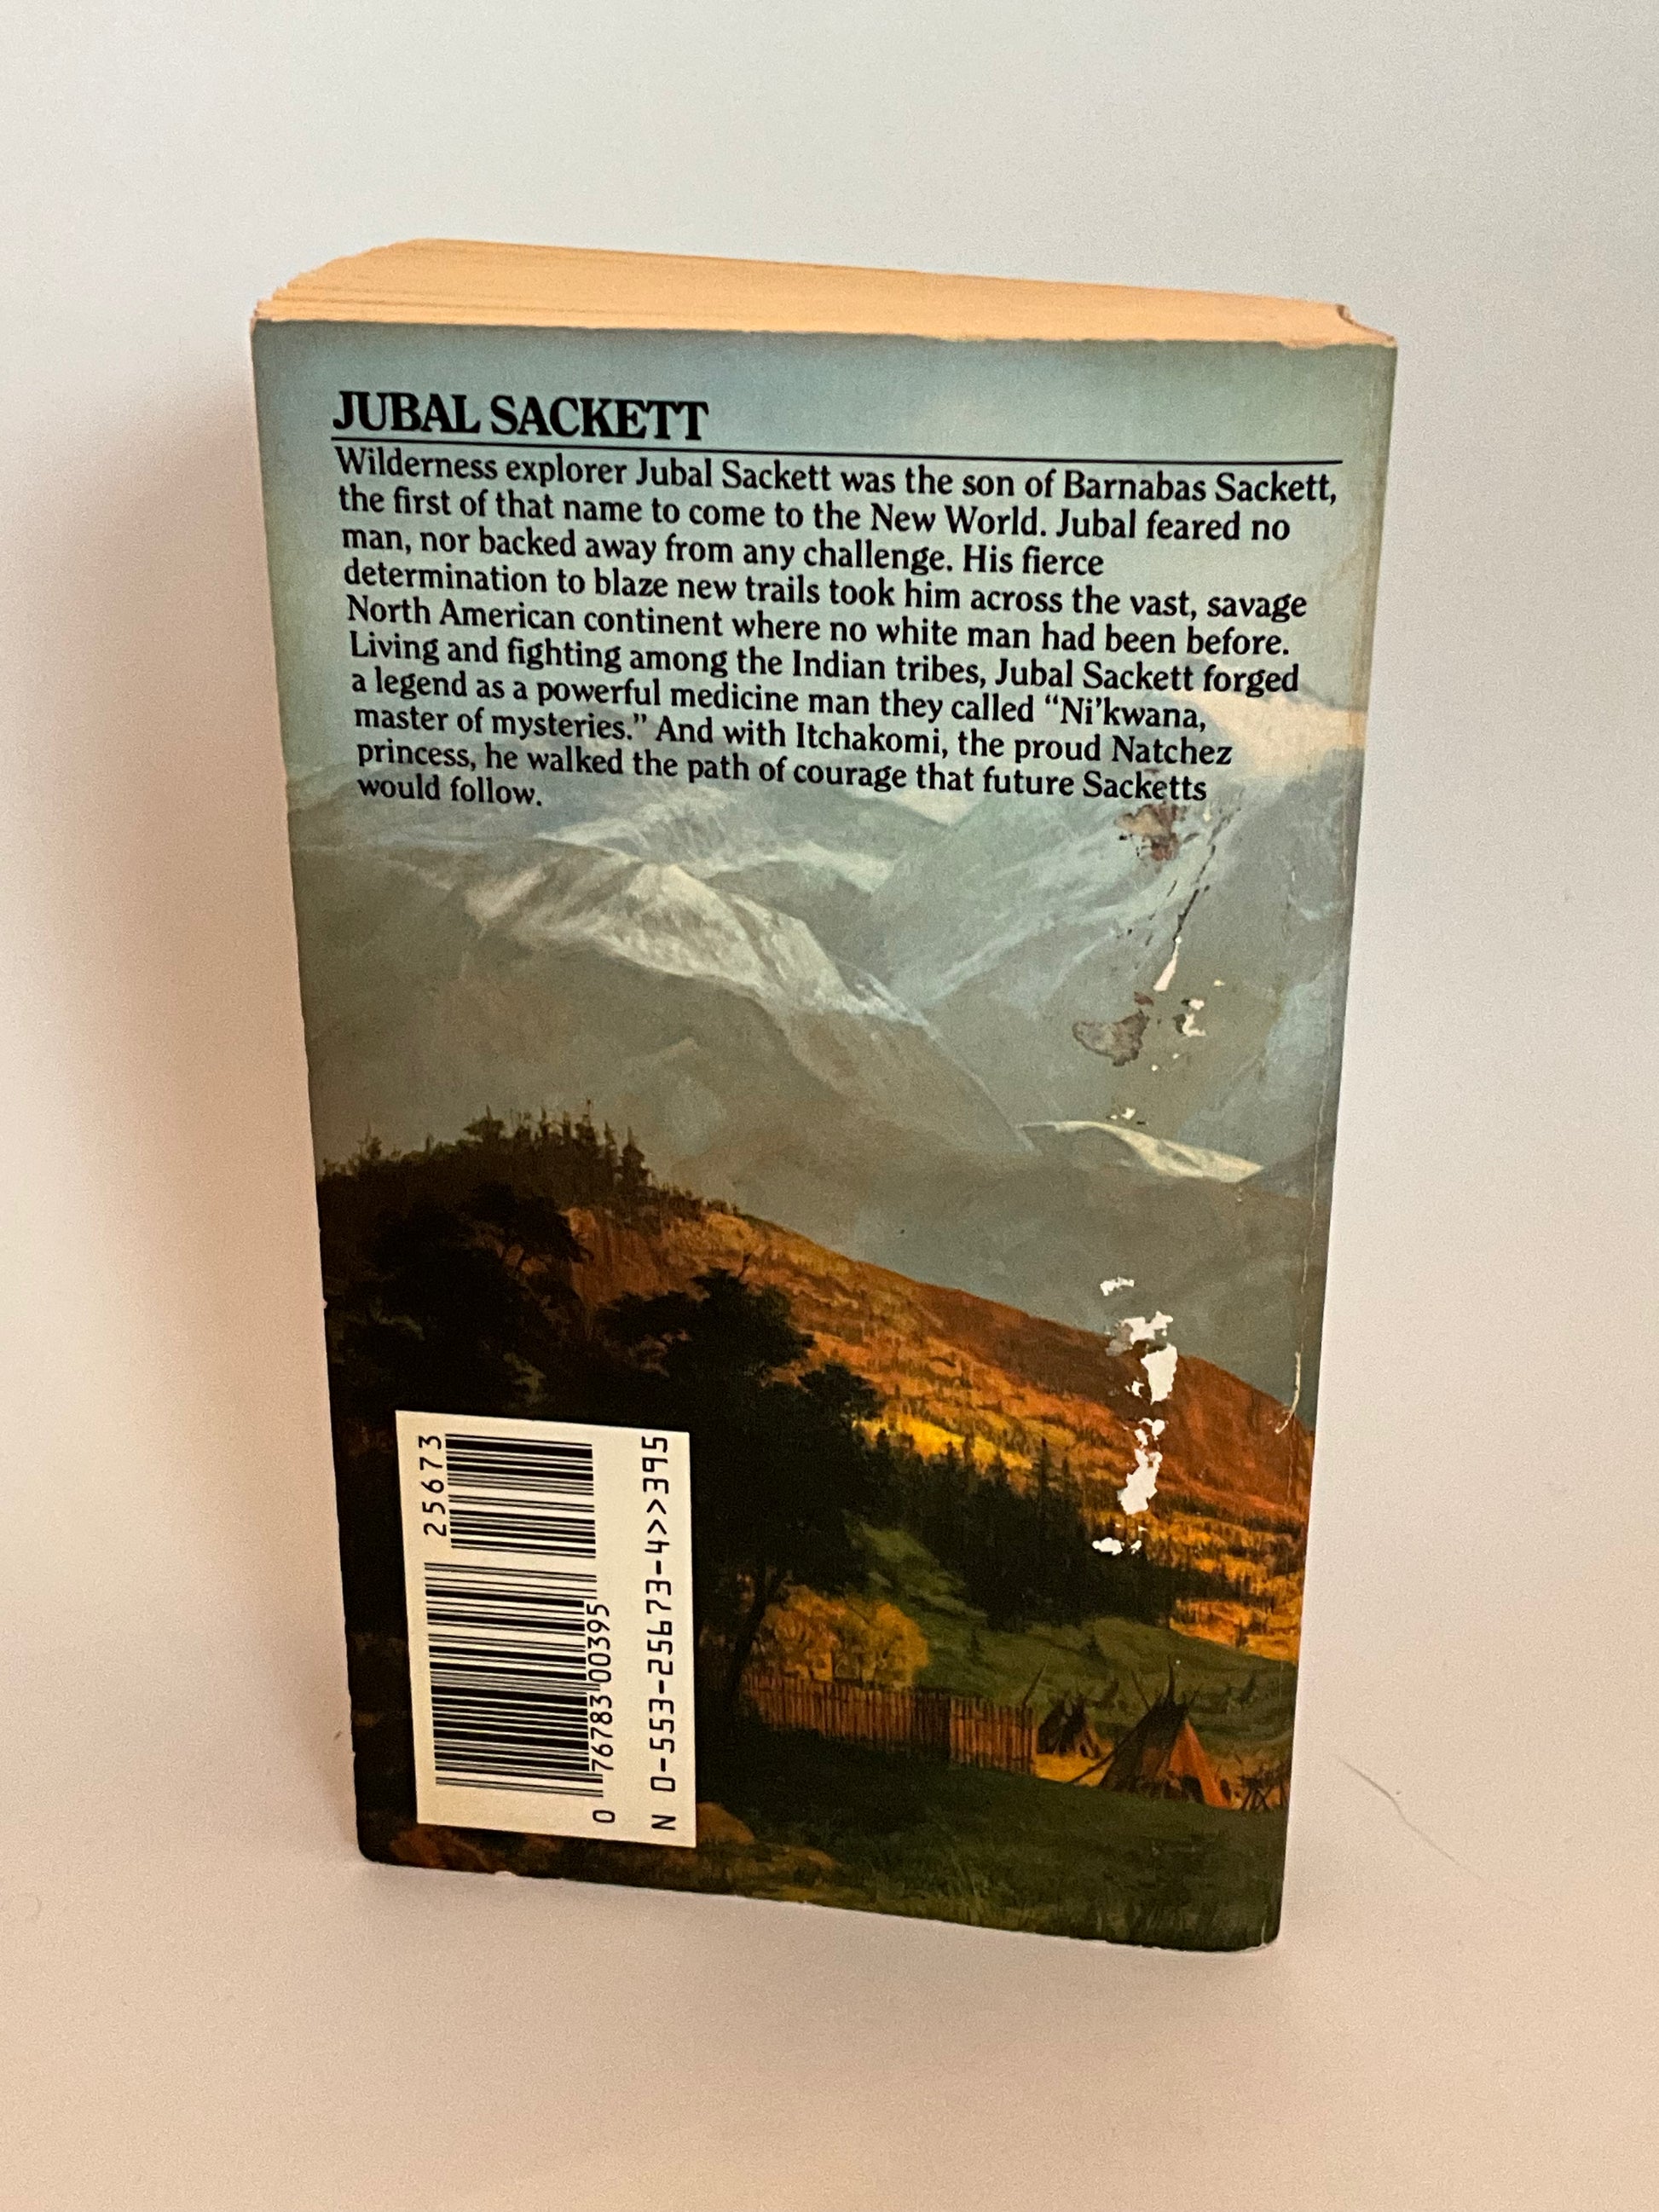 JUBAL SACKETT
Wilderness explorer Jubal Sackett was the son of Barnabas Sackett,
the first of that name to come to the New World. Jubal feared no
man, nor backed away from any challenge. His fierce
determination to blaze new trails took him across the vast, savage
North American continent where no white man had been before.
Living and fighting among the Indian tribes, Jubal Sackett forged
a legend as a powerful medicine man they called “Ni’kwana,
master of mysteries.” And with Itchakomi, the proud Natchez
princess, he walked the path of courage that future Sacketts
would follow.
25673
0 76783 00395
N 0-553-25673-4>>395